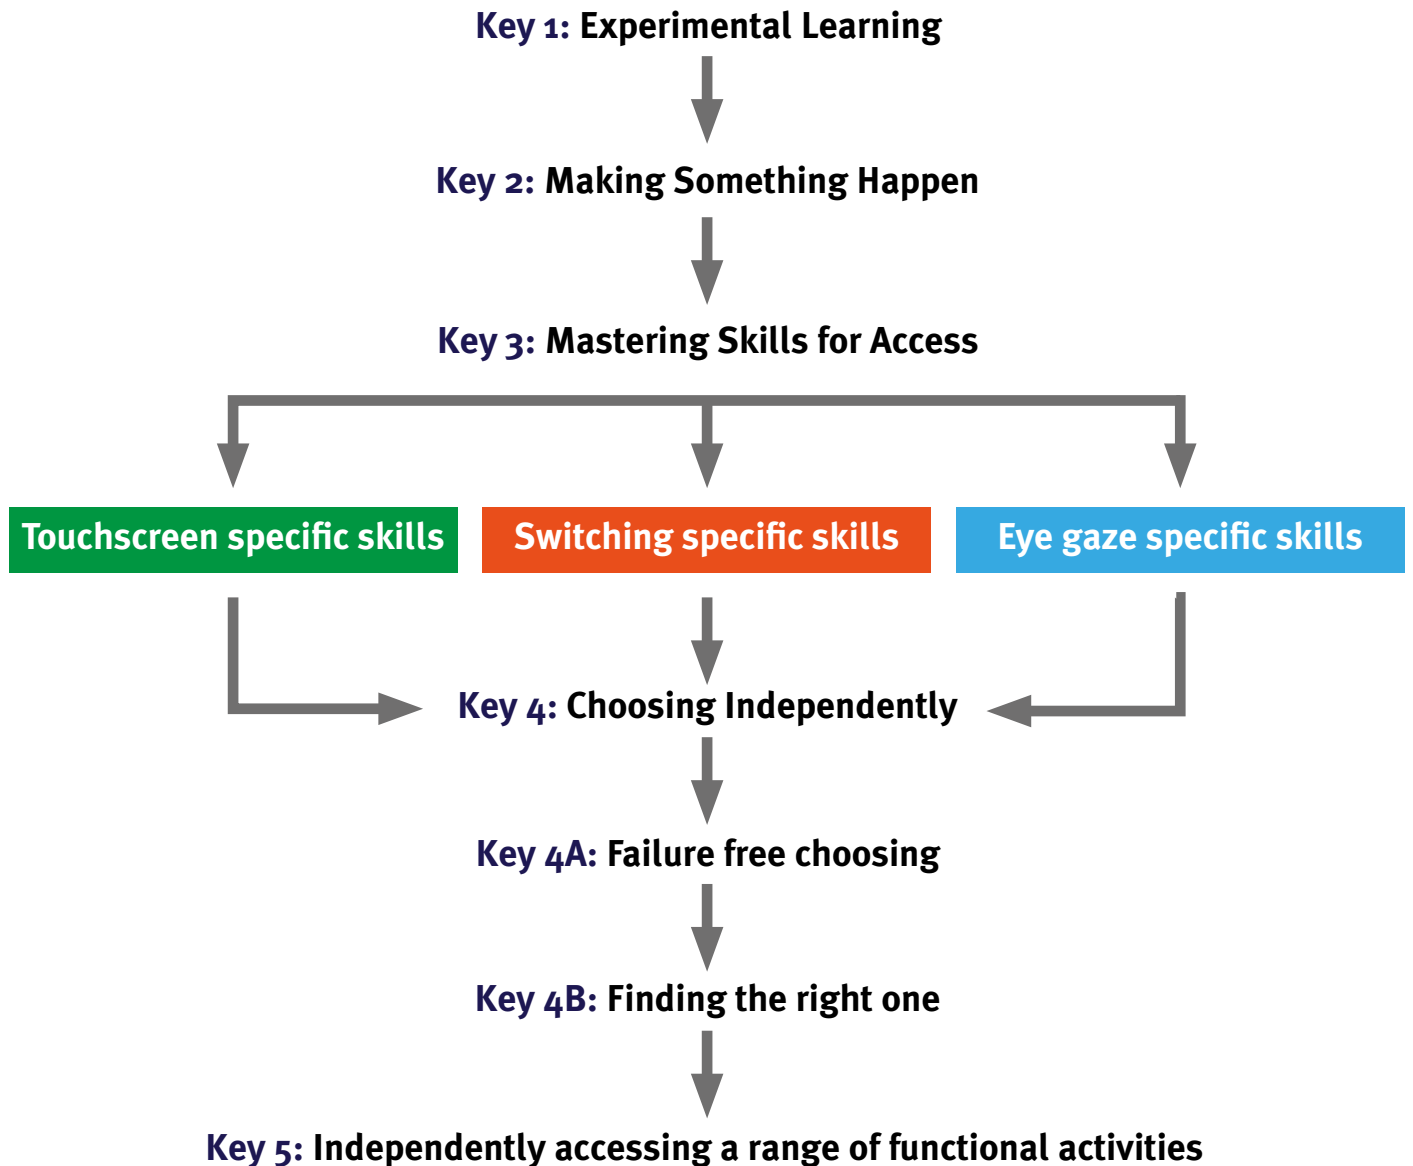 Key 1: Experimental Learning
Key 2: Making Something Happen
Key 3: Mastering Skills for Access
Touchscreen specific skills
Switching specific skills
Eye gaze specific skills
Key 4: Choosing Independently
Key 4A: Failure free choosing
Key 4B: Finding the right one
Key 5: Independently accessing a range of functional activities